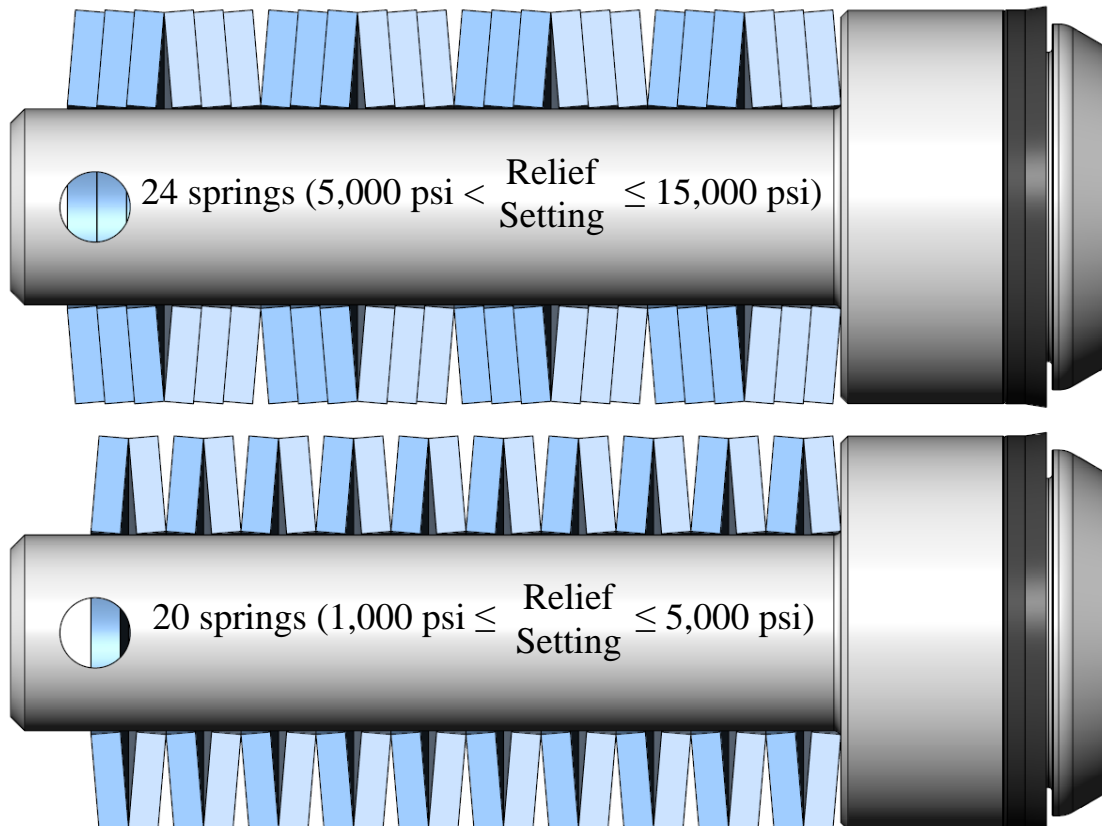 24 springs (5,000 psi < Relief Setting ≤ 15,000 psi)
20 springs (1,000 psi ≤ Relief Setting ≤ 5,000 psi)